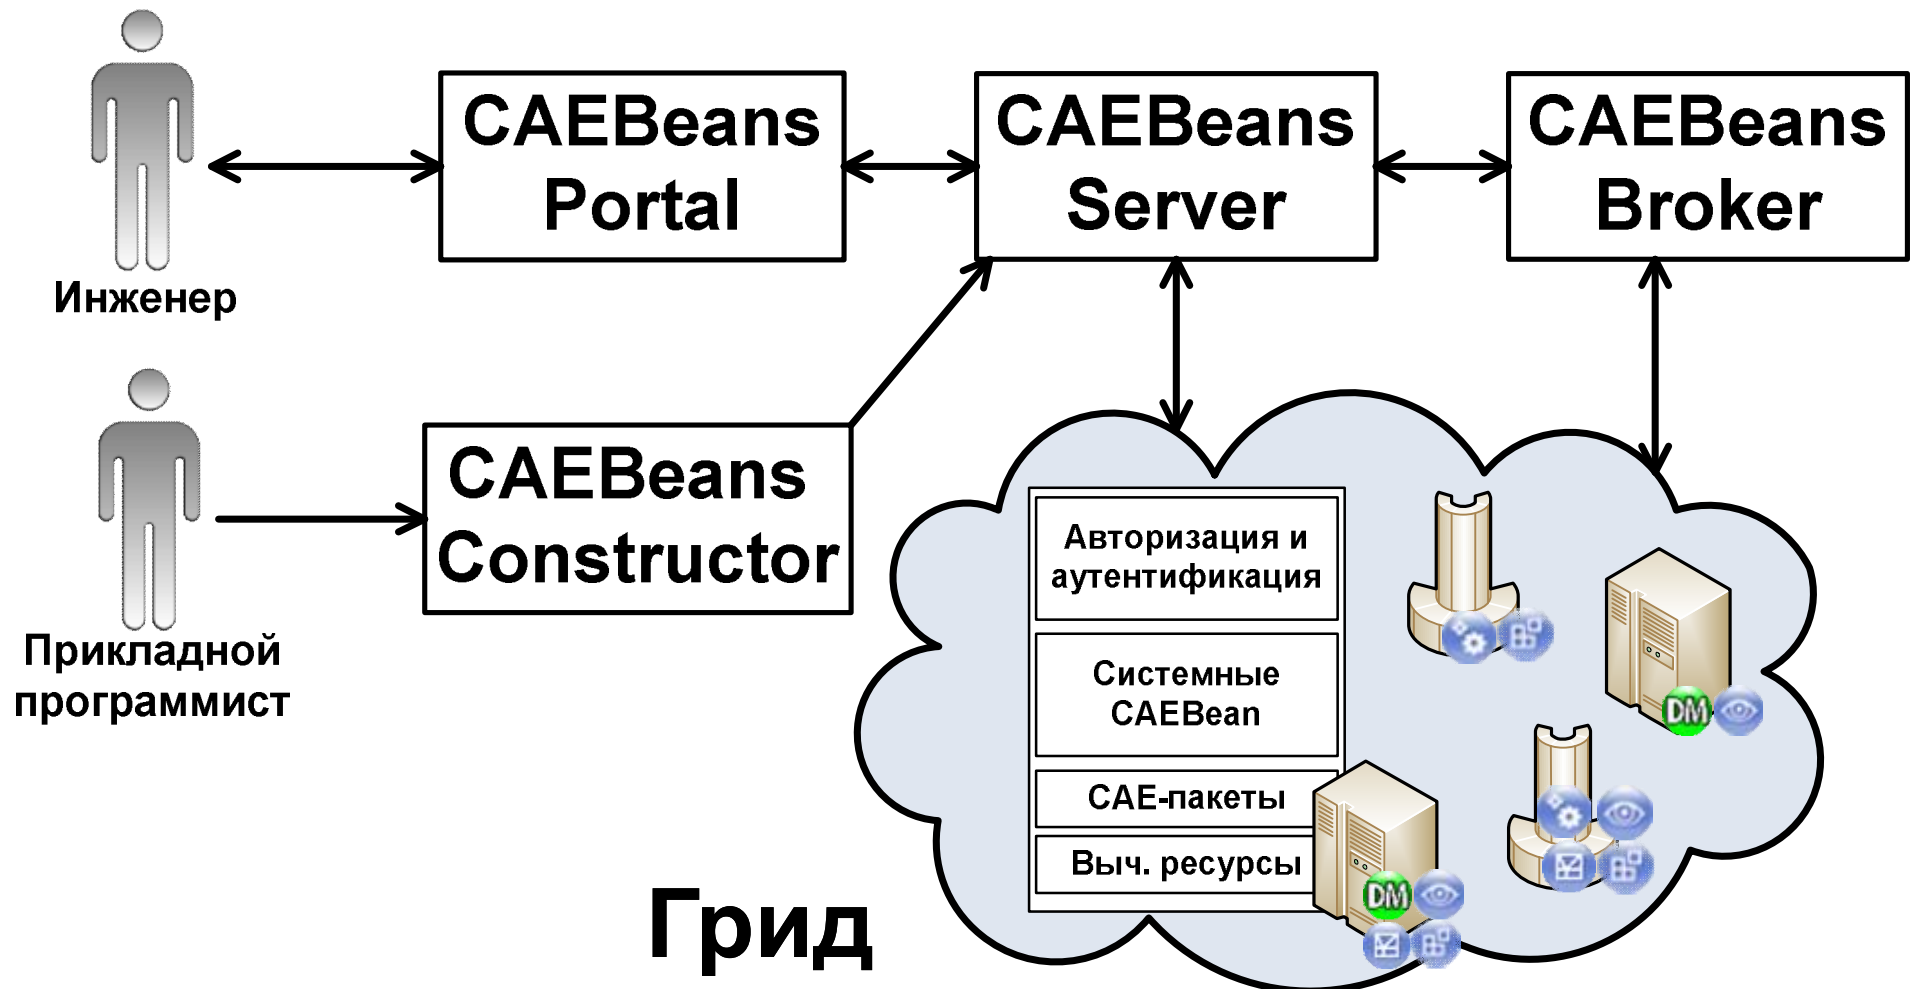 CAEBeans
Portal
CAEBeans
Server
CAEBeans
Broker
Инженер
CAEBeans
Constructor
Прикладной
программист
Авторизация и
аутентификация
Системные
CAEBean
CAE-пакеты
Выч. ресурсы
DM
DM
Грид